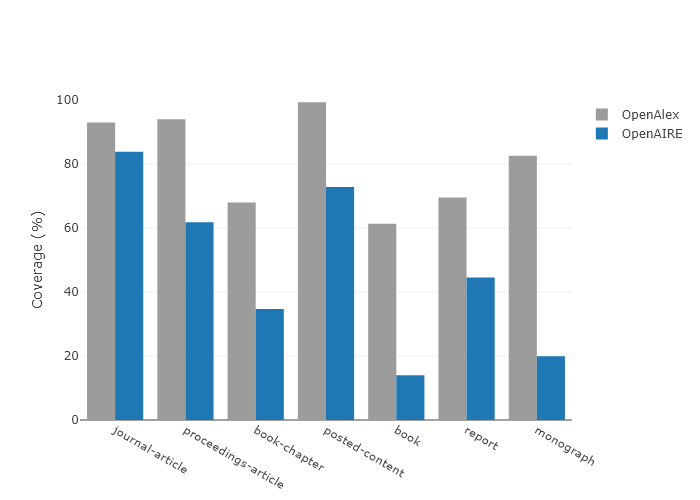 100
80
60
40
20
0
Coverage (%)
journal-article
proceedings-article
book-chapter
posted-content
book
report
monograph
OpenAlex
OpenAIRE